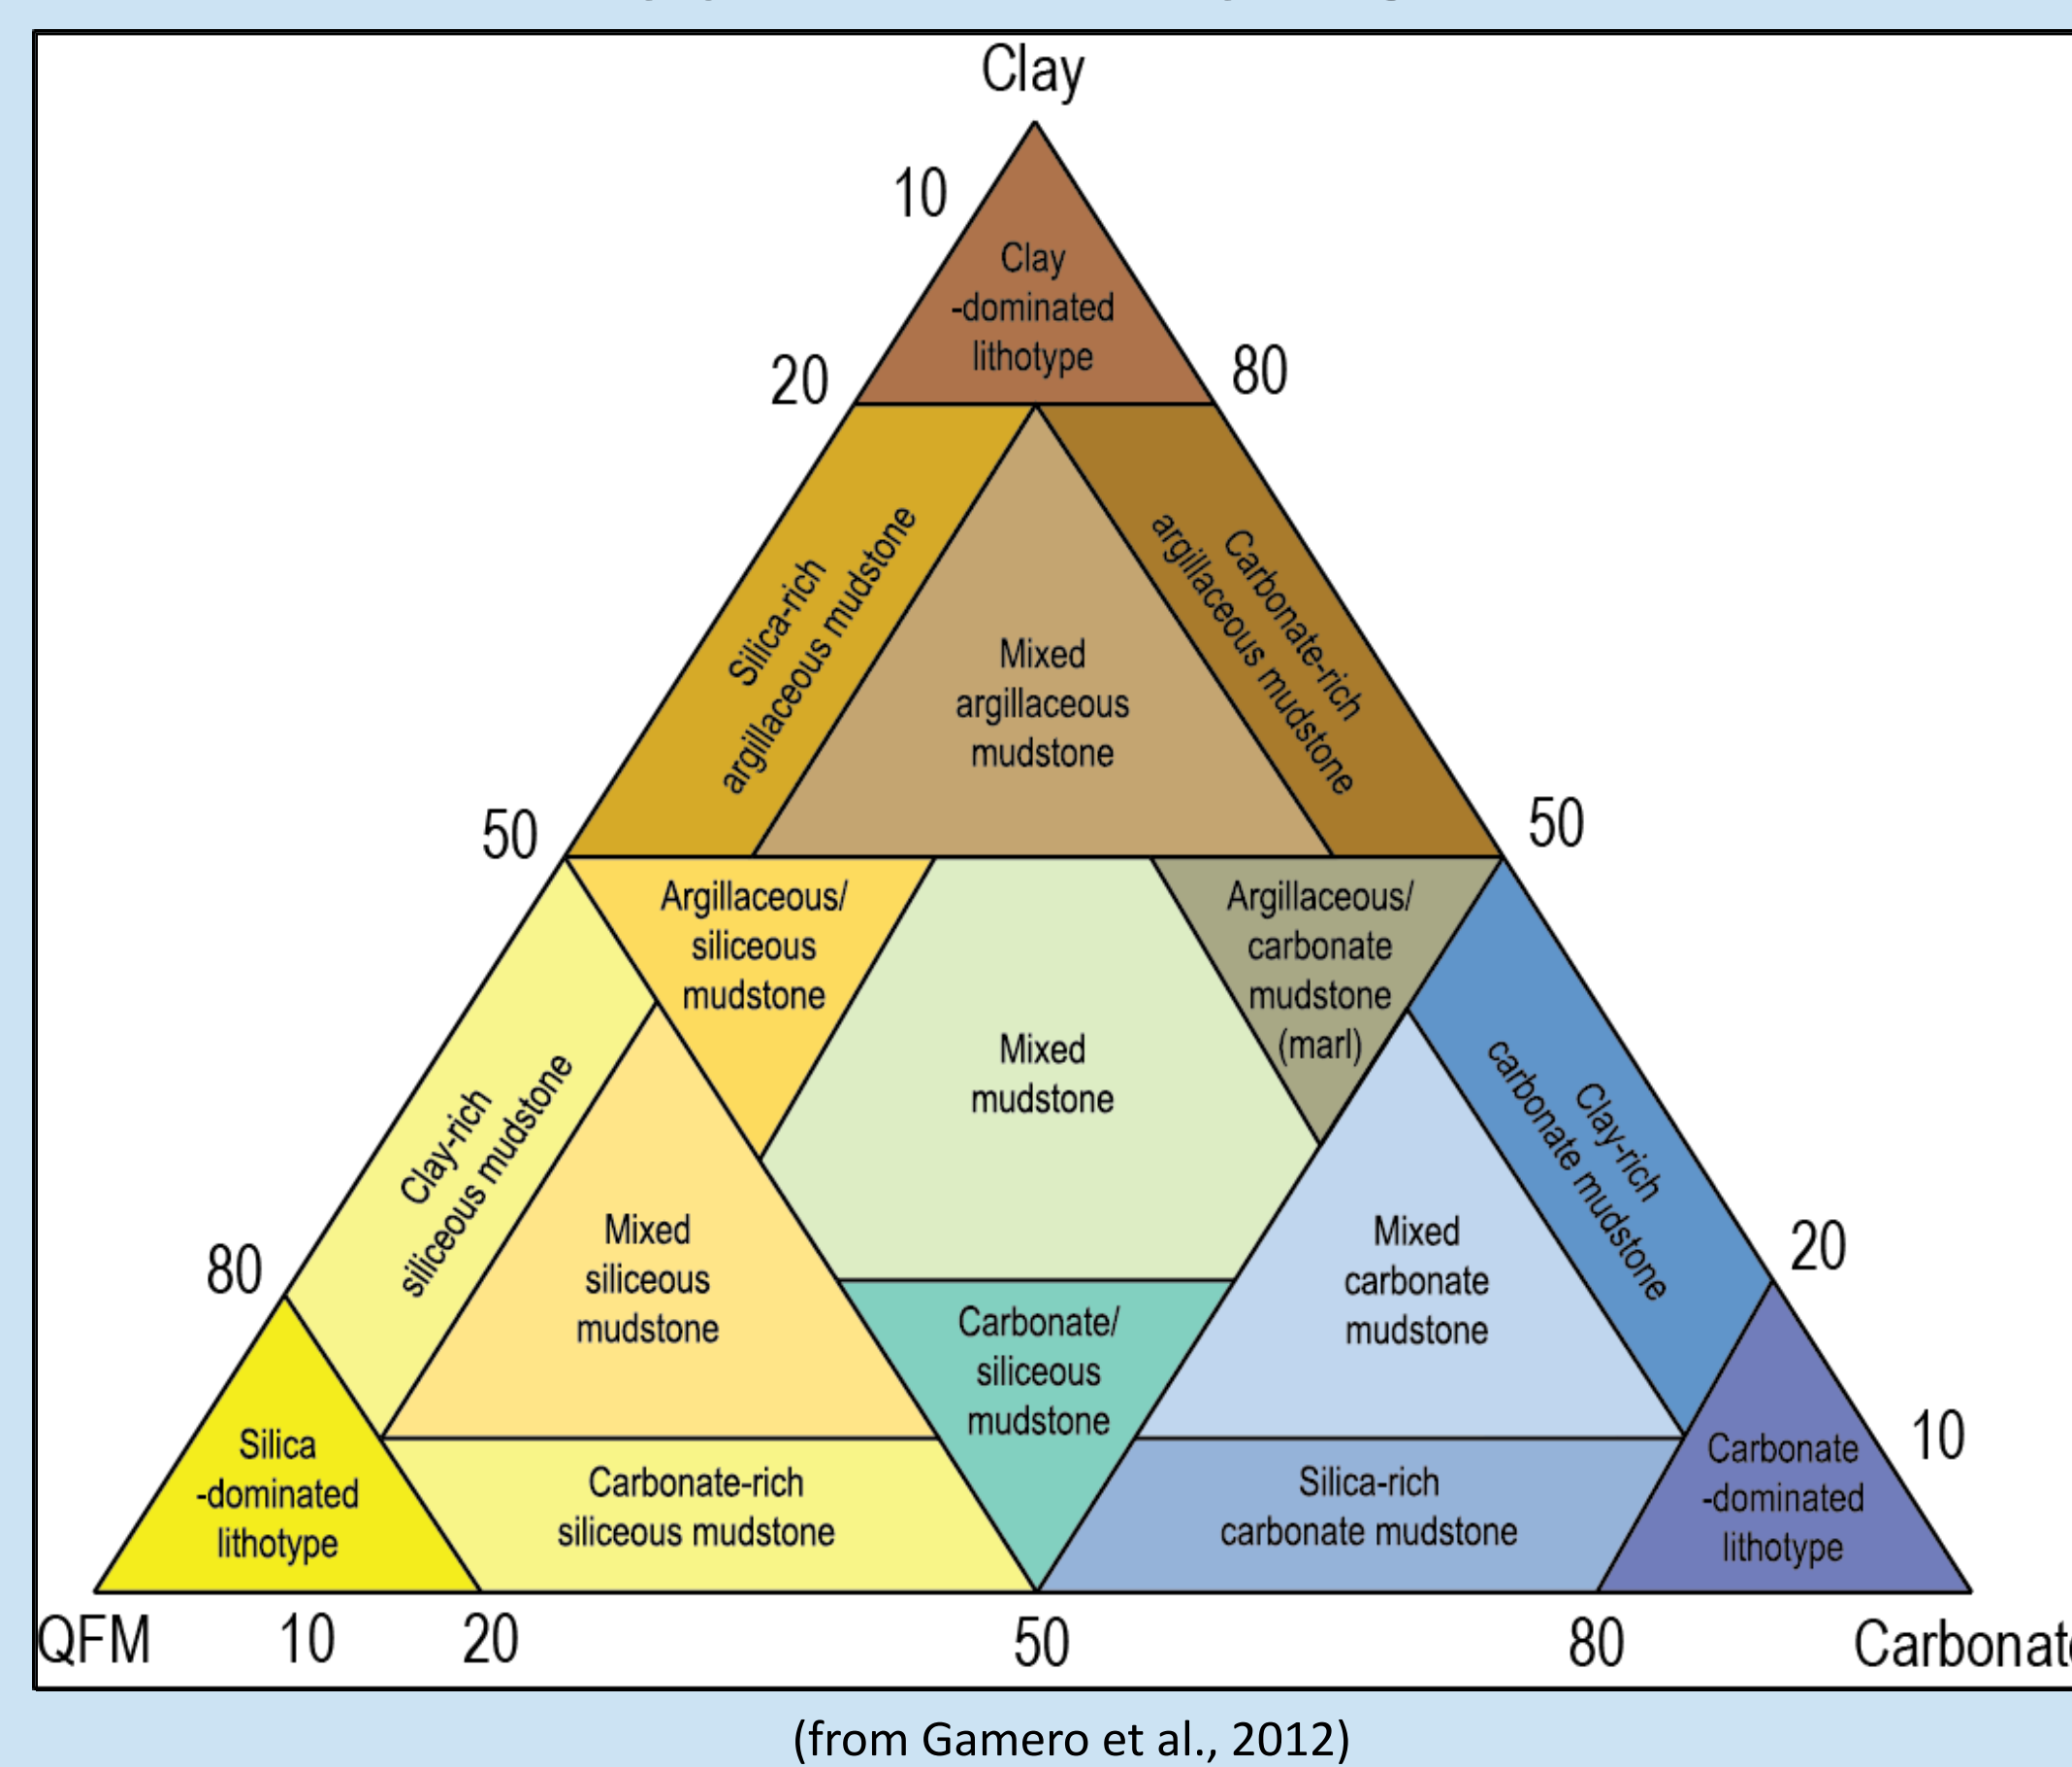 Clay
10
Clay
-dominated
lithotype
20
80
Silica-rich
argillaceous mudstone
Mixed
argillaceous
mudstone
Carbonate-rich
argillaceous mudstone
50
50
Argillaceous/
siliceous
mudstone
Argillaceous/
carbonate
mudstone
(marl)
Mixed
mudstone
Clay-rich
siliceous mudstone
Clay-rich
carbonate mudstone
Mixed
siliceous
mudstone
Mixed
carbonate
mudstone
80
20
Carbonate/
siliceous
mudstone
Silica
-dominated
lithotype
Carbonate-rich
siliceous mudstone
Silica-rich
carbonate mudstone
Carbonate
-dominated
lithotype
10
QFM 10 20 50 80 Carbonate
(from Gamero et al., 2012)